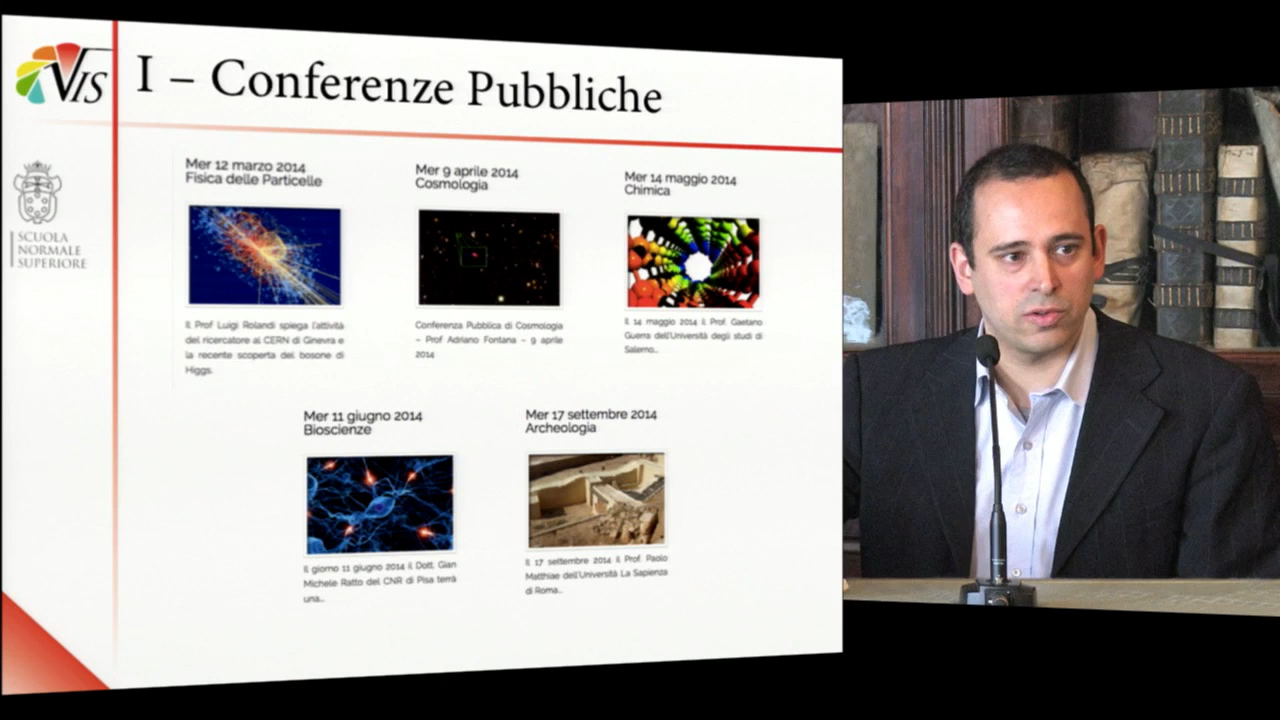 VIS
I – Conferenze Pubbliche
SCUOLA
NORMALE
SUPERIORE
Mer 12 marzo 2014
Fisica delle Particelle
Il Prof Luigi Rolandi spiega l'attività
del ricercatore al CERN di Ginevra e
la recente scoperta del bosone di
Higgs.
Mer 9 aprile 2014
Cosmologia
Conferenza Pubblica di Cosmologia
– Prof Adriano Fontana – 9 aprile
2014
Mer 14 maggio 2014
Chimica
Il 14 maggio 2014 il Prof. Gaetano
Guerra dell'Università degli studi di
Salerno...
Mer 11 giugno 2014
Bioscienze
Il giorno 11 giugno 2014 il Dott. Gian
Michele Ratto del CNR di Pisa terrà
una...
Mer 17 settembre 2014
Archeologia
Il 17 settembre 2014 il Prof. Paolo
Matthiae dell'Università La Sapienza
di Roma...